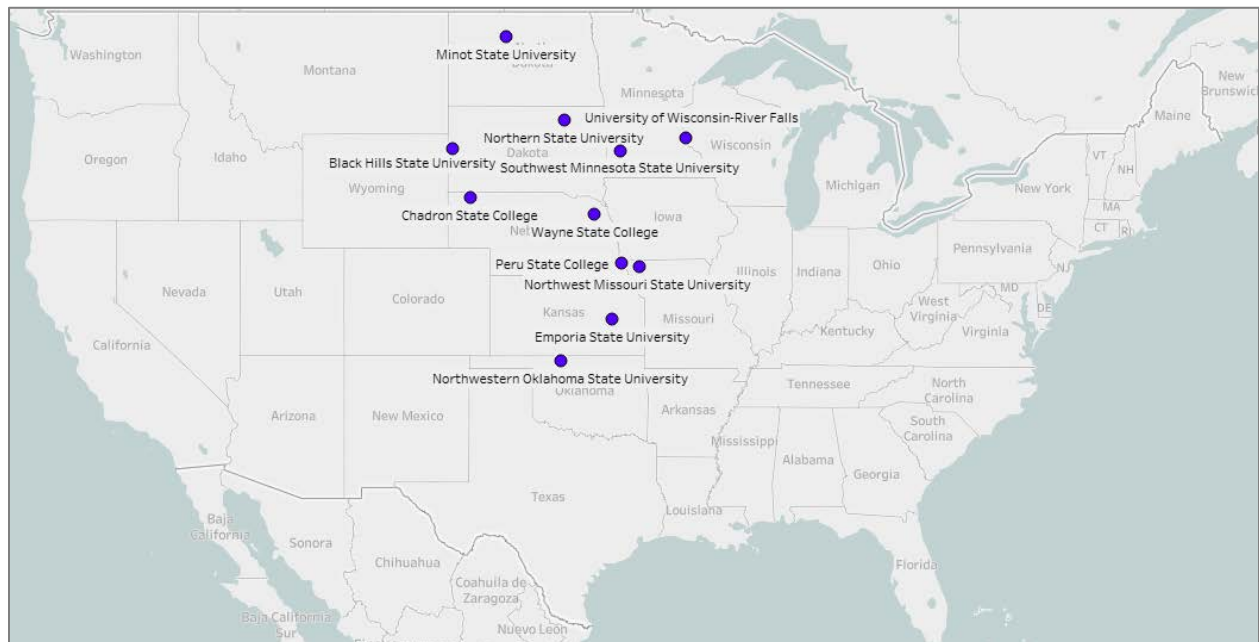 Washington
Montana
North
Dakota
Minnesota
Minot State University
New
Brunswick
Maine
Oregon
Idaho
Wyoming
University of Wisconsin-River Falls
Northern State University
Wisconsin
Black Hills State University
Dakota
Southwest Minnesota State University
Michigan
VT
NH
New York
MA
CT
RI
Chadron State College
Iowa
Wayne State College
Pennsylvania
NJ
Nevada
Utah
Colorado
Peru State College
Northwest Missouri State University
Illinois
Indiana
Ohio
MD
DE
West
Virginia
Virginia
California
Kansas
Missouri
Kentucky
Emporia State University
Northwestern Oklahoma State University
Oklahoma
Tennessee
North
Carolina
Arizona
New Mexico
Arkansas
South
Carolina
Mississippi
Alabama
Georgia
Texas
Louisiana
Baja
California
Sonora
Chihuahua
Coahuila de
Zaragoza
Florida
Baja California
Sur
Nuevo León